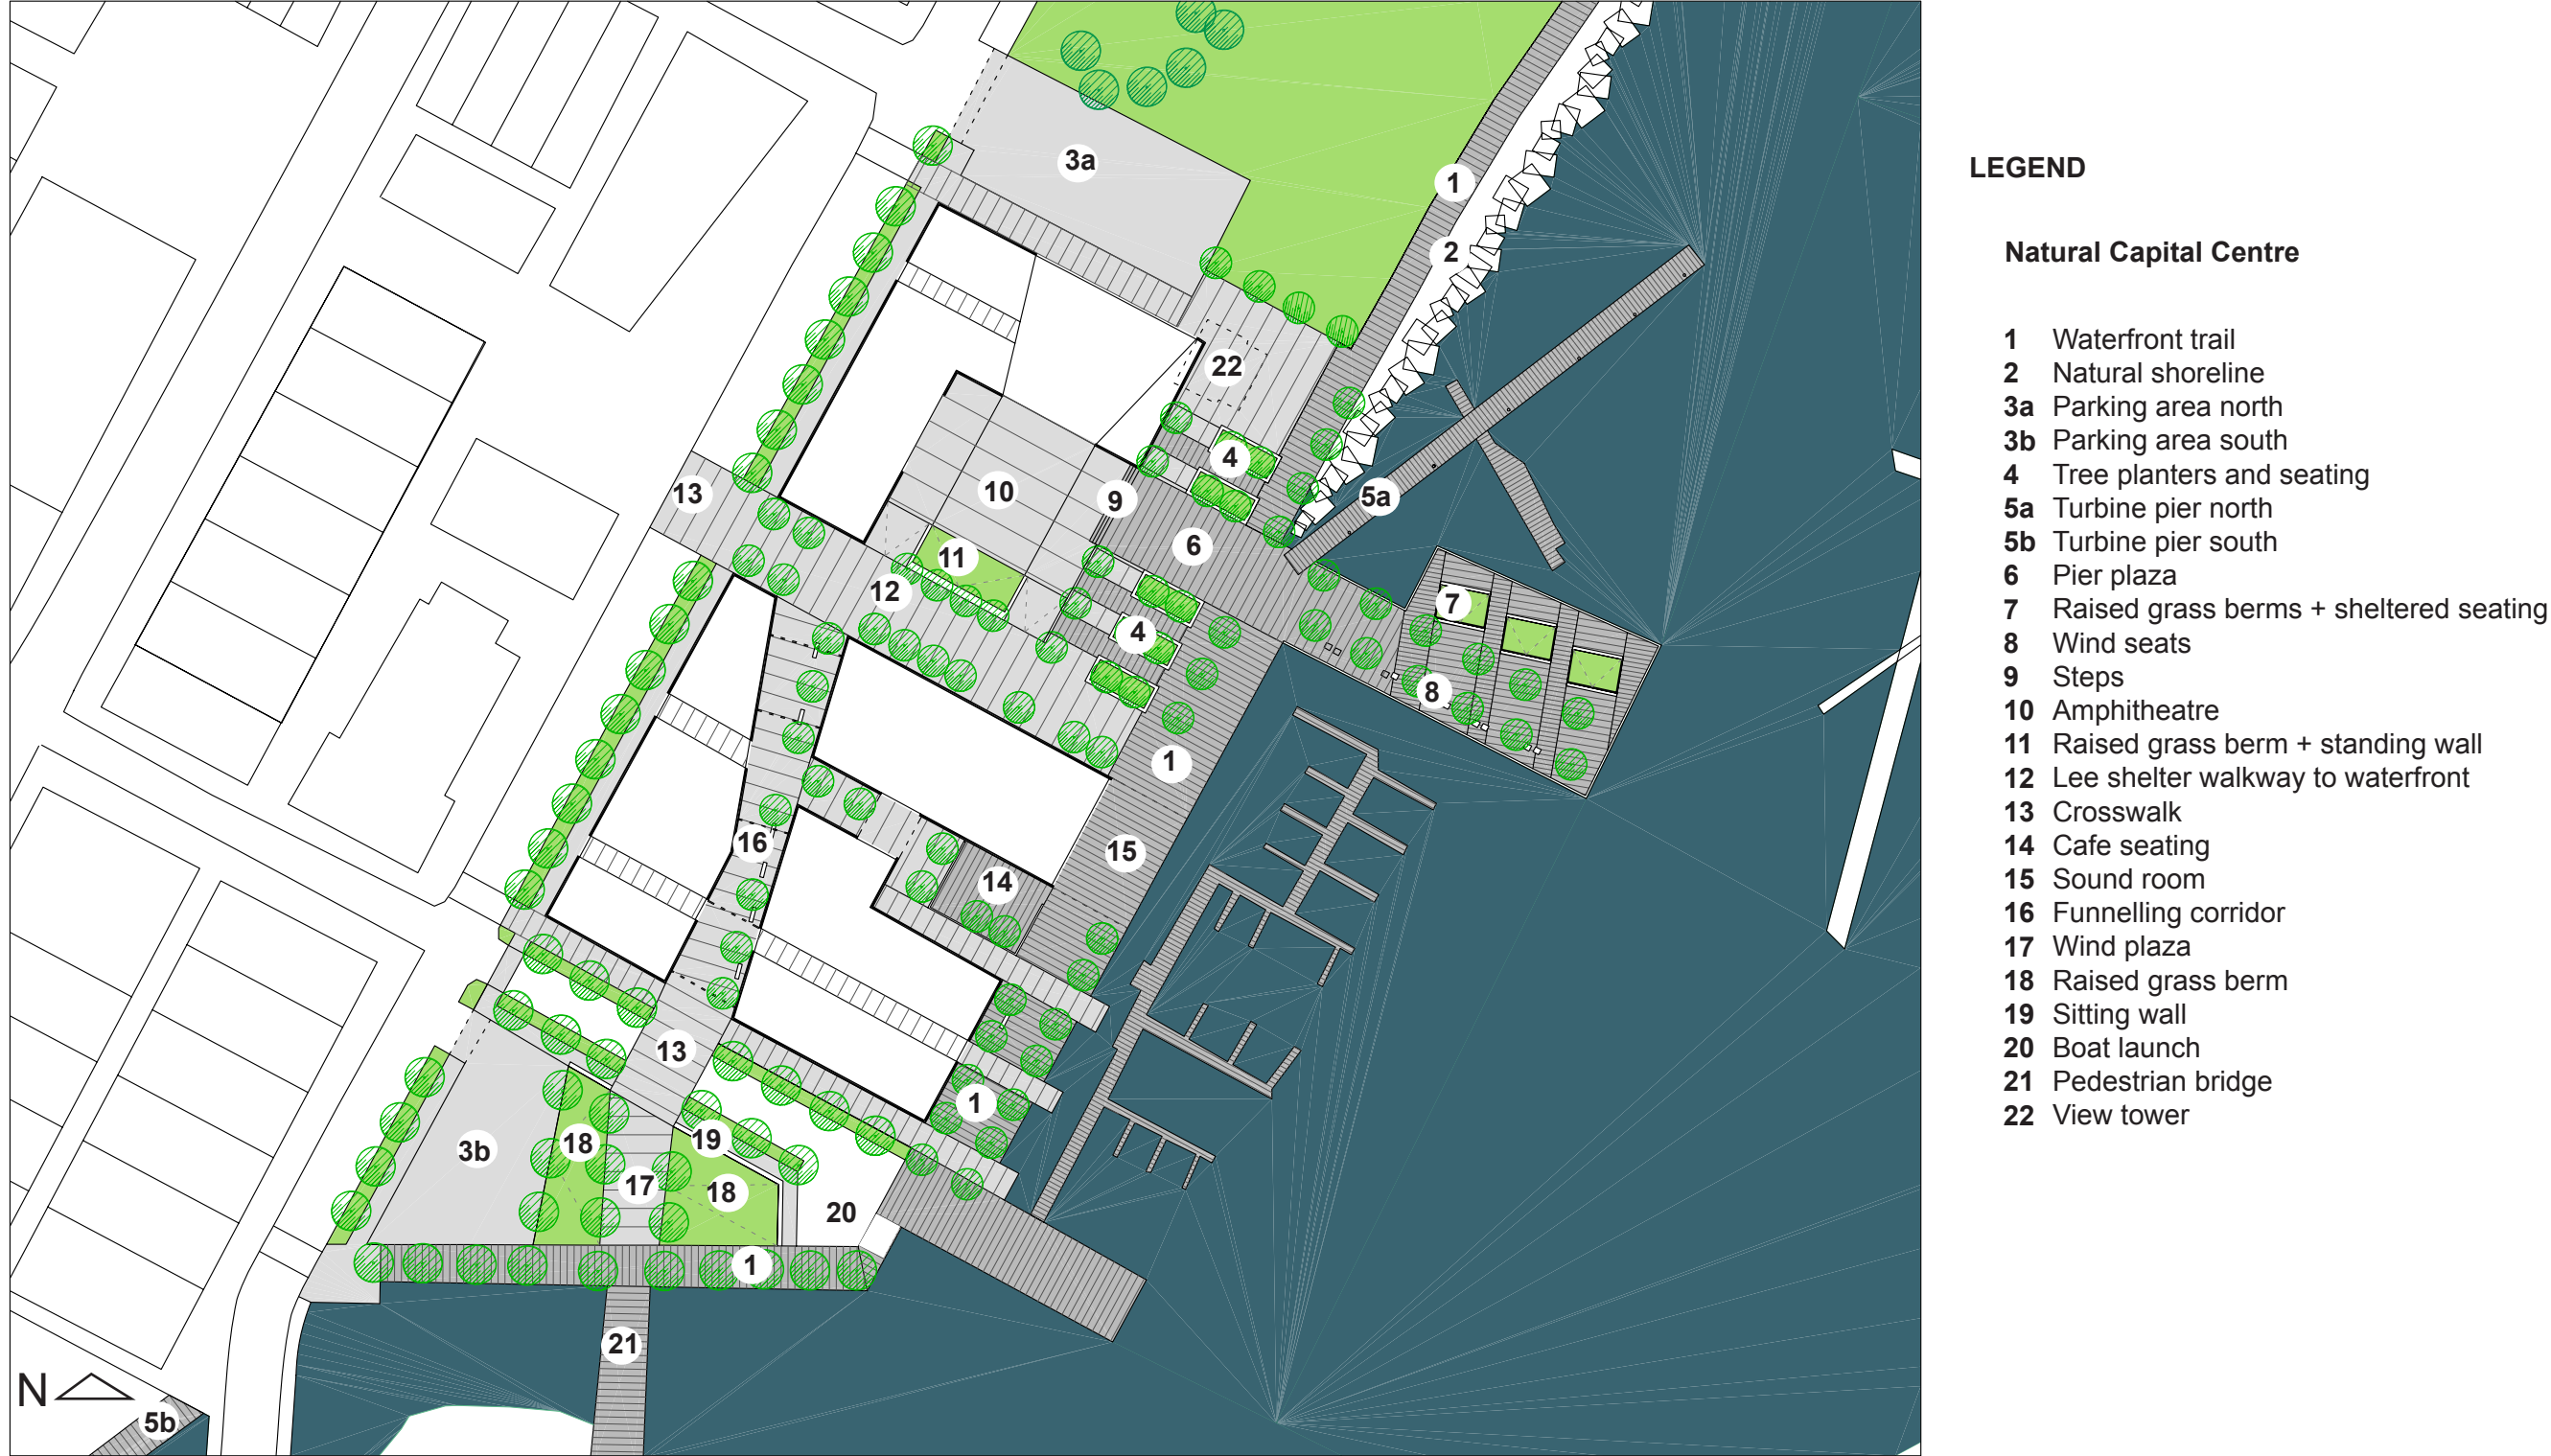 3a
1
2
22
4
13
10
9
5a
6
11
12
7
4
8
1
16
15
14
13
1
3b
18
19
17
18
20
1
21
N
5b
LEGEND
Natural Capital Centre
1 Waterfront trail
2 Natural shoreline
3a Parking area north
3b Parking area south
4 Tree planters and seating
5a Turbine pier north
5b Turbine pier south
6 Pier plaza
7 Raised grass berms + sheltered seating
8 Wind seats
9 Steps
10 Amphitheatre
11 Raised grass berm + standing wall
12 Lee shelter walkway to waterfront
13 Crosswalk
14 Cafe seating
15 Sound room
16 Funnelling corridor
17 Wind plaza
18 Raised grass berm
19 Sitting wall
20 Boat launch
21 Pedestrian bridge
22 View tower